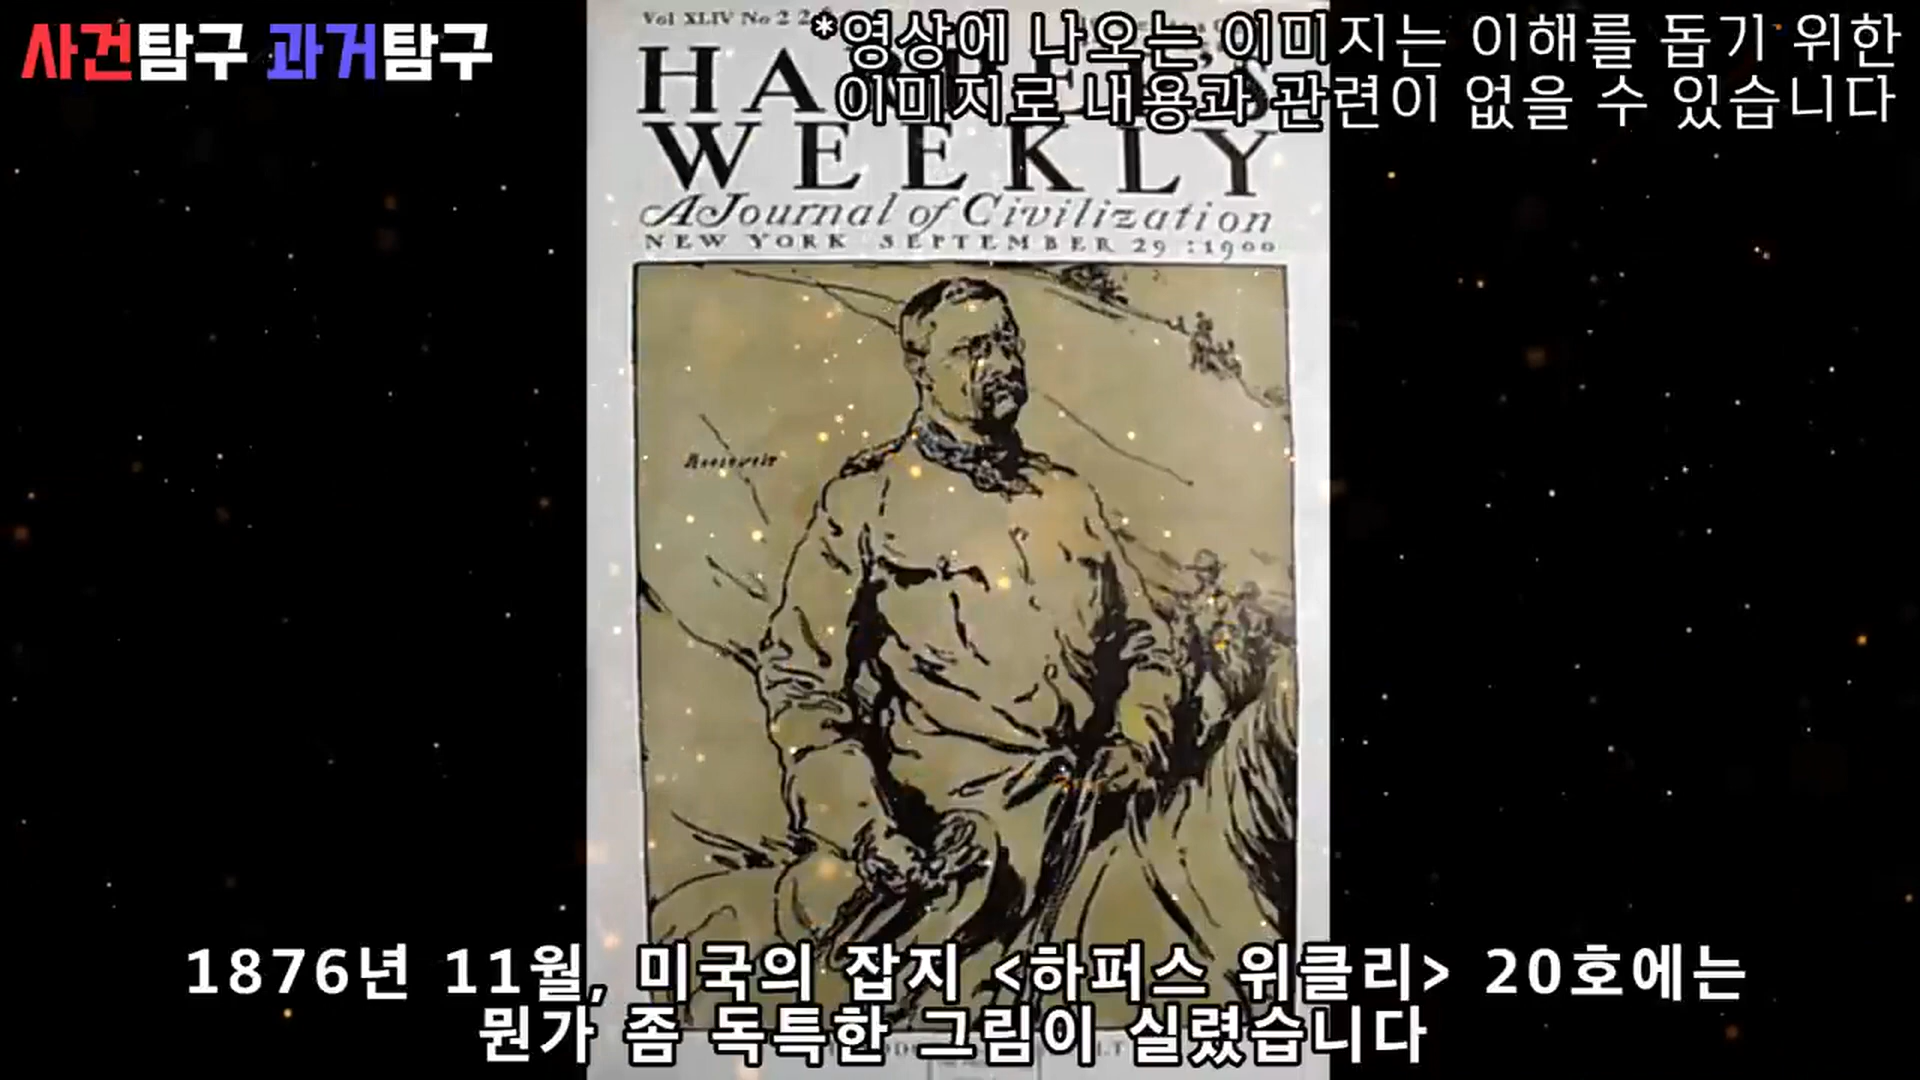 사건탐구 과거탐구
*영상에 나오는 이미지는 이해를 돕기 위한
이미지로 내용과 관련이 없을 수 있습니다
Vol XLIV No 22
WEEKLY
A Journal of Civilization
NEW YORK SEPTEMBER 29 : 1900
Roosevelt
1876년 11월, 미국의 잡지 <하퍼스 위클리> 20호에는
뭔가 좀 독특한 그림이 실렸습니다